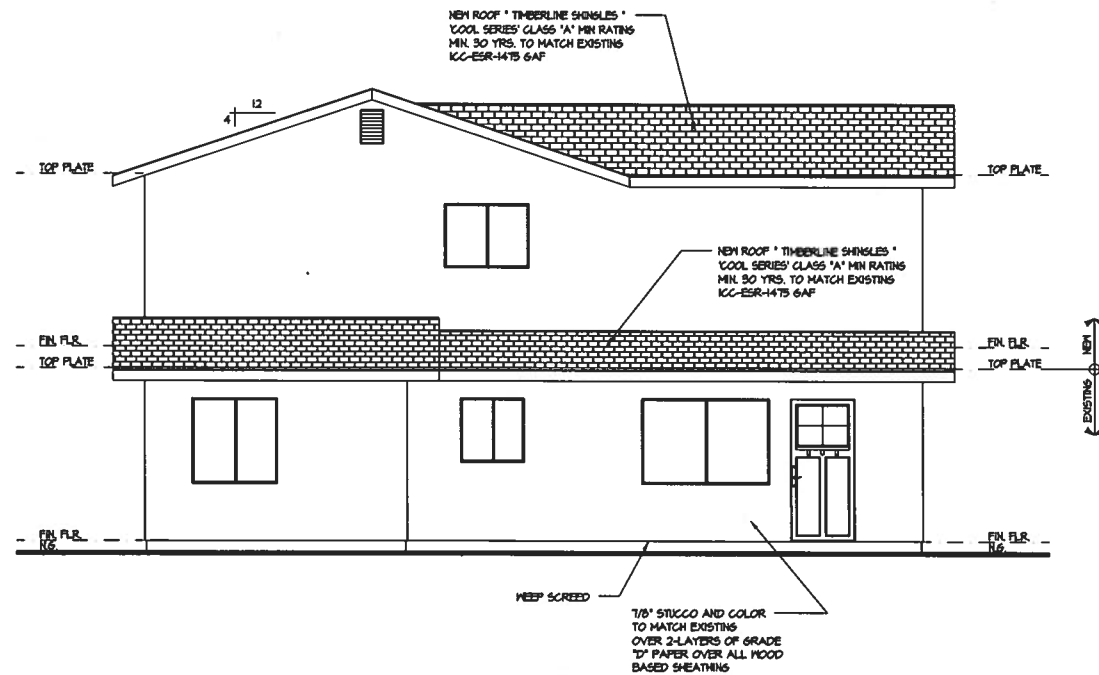 NEW ROOF " TIMBERLINE SHINGLES "
'COOL SERIES' CLASS "A" MIN RATING
MIN. 30 YRS. TO MATCH EXISTING
ICC-ESR-1475 GAF
12
4
TOP PLATE
TOP PLATE
NEW ROOF " TIMBERLINE SHINGLES "
'COOL SERIES' CLASS "A" MIN RATING
MIN. 30 YRS. TO MATCH EXISTING
ICC-ESR-1475 GAF
FIN. FLR.
FIN. FLR.
TOP PLATE
TOP PLATE
NEW
EXISTING
FIN. FLR.
N.G.
FIN. FLR.
N.G.
WEEP SCREED
7/8" STUCCO AND COLOR
TO MATCH EXISTING
OVER 2-LAYERS OF GRADE
"D" PAPER OVER ALL WOOD
BASED SHEATHING